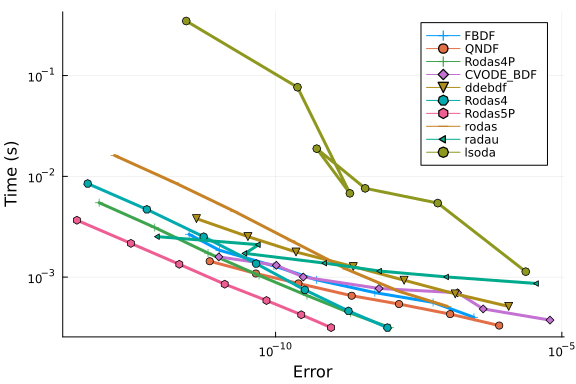 FBDF
QNDF
Rodas4P
CVODE_BDF
ddebdf
Rodas4
Rodas5P
rodas
radau
lsoda
Time (s)
10⁻¹
10⁻²
10⁻³
10⁻¹⁰
10⁻⁵
Error